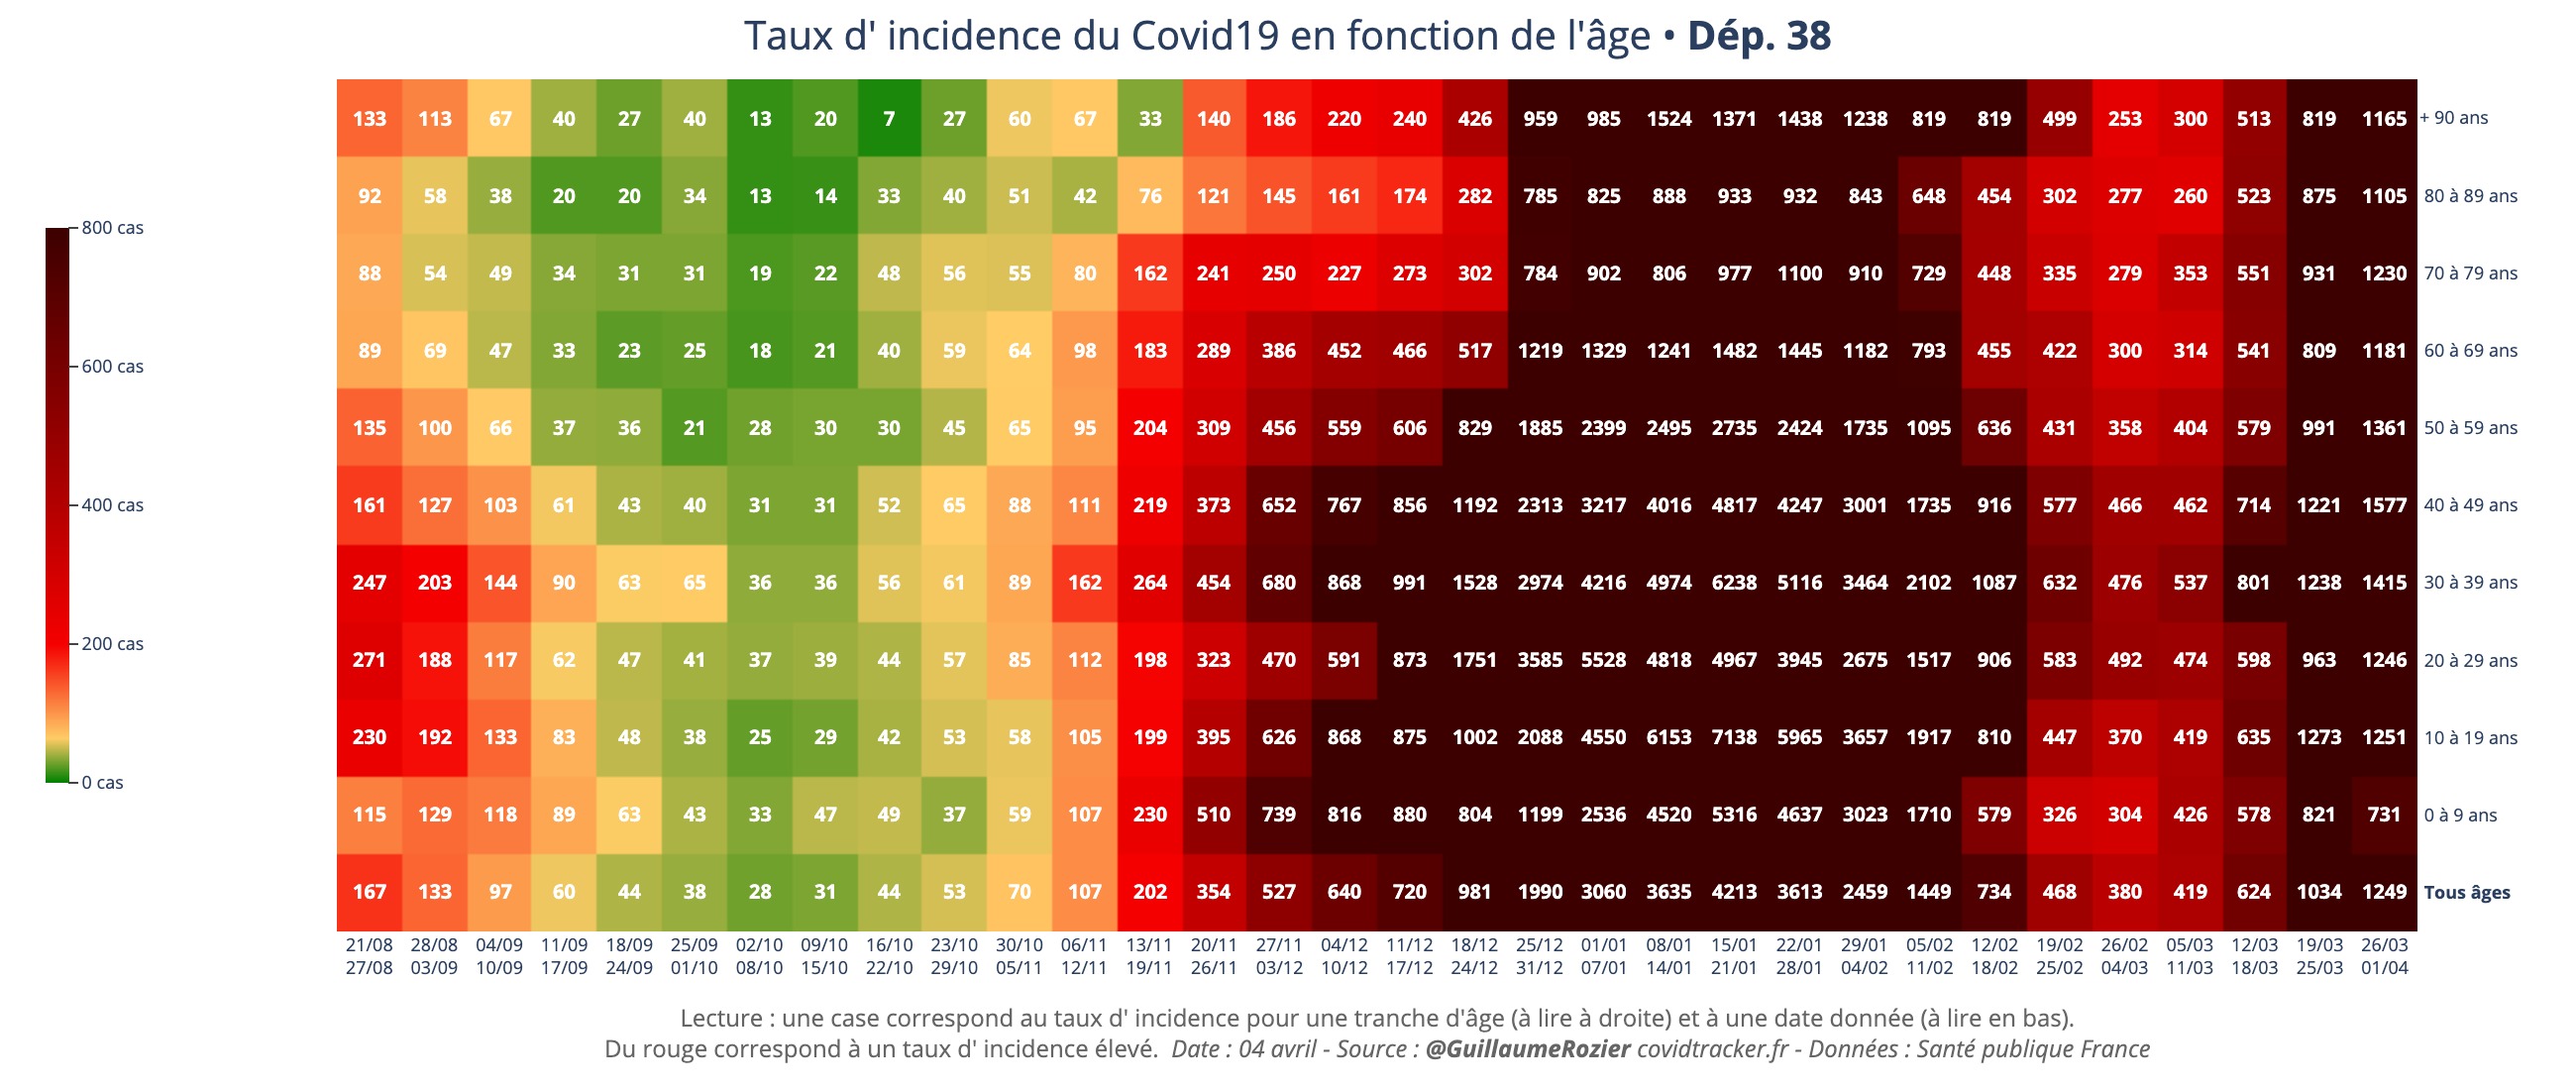 Taux d' incidence du Covid19 en fonction de l'âge • Dép. 38
133 113 67 40 27 40 13 20 7 27 60 67 33 140 186 220 240 426 959 985 1524 1371 1438 1238 819 819 499 253 300 513 819 1165 + 90 ans
92 58 38 20 20 34 13 14 33 40 51 42 76 121 145 161 174 282 785 825 888 933 932 843 648 454 302 277 260 523 875 1105 80 à 89 ans
800 cas
88 54 49 34 31 31 19 22 48 56 55 80 162 241 250 227 273 302 784 902 806 977 1100 910 729 448 335 279 353 551 931 1230 70 à 79 ans
89 69 47 33 23 25 18 21 40 59 64 98 183 289 386 452 466 517 1219 1329 1241 1482 1445 1182 793 455 422 300 314 541 809 1181 60 à 69 ans
600 cas
135 100 66 37 36 21 28 30 30 45 65 95 204 309 456 559 606 829 1885 2399 2495 2735 2424 1735 1095 636 431 358 404 579 991 1361 50 à 59 ans
400 cas
161 127 103 61 43 40 31 31 52 65 88 111 219 373 652 767 856 1192 2313 3217 4016 4817 4247 3001 1735 916 577 466 462 714 1221 1577 40 à 49 ans
247 203 144 90 63 65 36 36 56 61 89 162 264 454 680 868 991 1528 2974 4216 4974 6238 5116 3464 2102 1087 632 476 537 801 1238 1415 30 à 39 ans
200 cas
271 188 117 62 47 41 37 39 44 57 85 112 198 323 470 591 873 1751 3585 5528 4818 4967 3945 2675 1517 906 583 492 474 598 963 1246 20 à 29 ans
230 192 133 83 48 38 25 29 42 53 58 105 199 395 626 868 875 1002 2088 4550 6153 7138 5965 3657 1917 810 447 370 419 635 1273 1251 10 à 19 ans
0 cas
115 129 118 89 63 43 33 47 49 37 59 107 230 510 739 816 880 804 1199 2536 4520 5316 4637 3023 1710 579 326 304 426 578 821 731 0 à 9 ans
167 133 97 60 44 38 28 31 44 53 70 107 202 354 527 640 720 981 1990 3060 3635 4213 3613 2459 1449 734 468 380 419 624 1034 1249 Tous âges
21/08 28/08 04/09 11/09 18/09 25/09 02/10 09/10 16/10 23/10 30/10 06/11 13/11 20/11 27/11 04/12 11/12 18/12 25/12 01/01 08/01 15/01 22/01 29/01 05/02 12/02 19/02 26/02 05/03 12/03 19/03 26/03
27/08 03/09 10/09 17/09 24/09 01/10 08/10 15/10 22/10 29/10 05/11 12/11 19/11 26/11 03/12 10/12 17/12 24/12 31/12 07/01 14/01 21/01 28/01 04/02 11/02 18/02 25/02 04/03 11/03 18/03 25/03 01/04
Lecture : une case correspond au taux d' incidence pour une tranche d'âge (à lire à droite) et à une date donnée (à lire en bas).
Du rouge correspond à un taux d' incidence élevé. Date : 04 avril - Source : @GuillaumeRozier covidtracker.fr - Données : Santé publique France